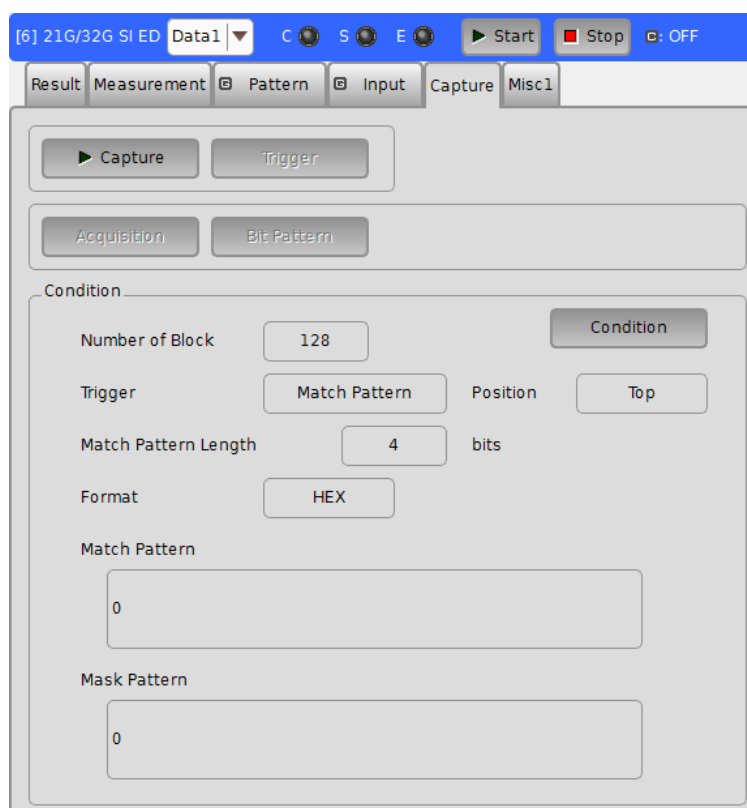 [6] 21G/32G SI ED Data1 C S E Start Stop C: OFF
Result Measurement G Pattern G Input Capture Misc1
Capture Trigger
Acquisition Bit Pattern
Condition
Number of Block 128 Condition
Trigger Match Pattern Position Top
Match Pattern Length 4 bits
Format HEX
Match Pattern
0
Mask Pattern
0